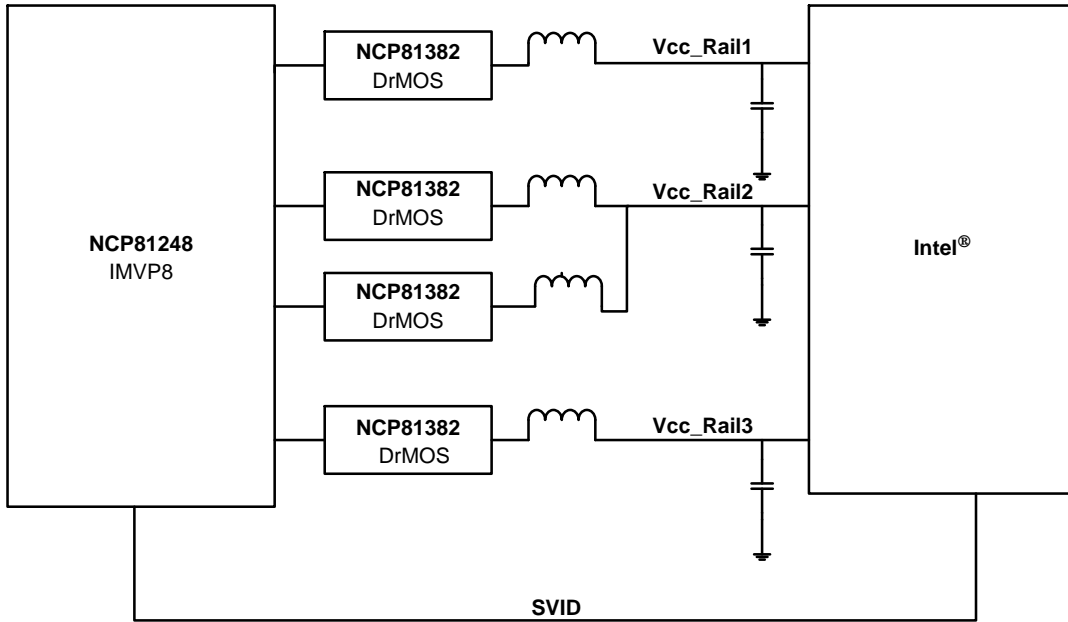 NCP81382
DrMOS
Vcc_Rail1
NCP81382
DrMOS
Vcc_Rail2
NCP81248
IMVP8
Intel®
NCP81382
DrMOS
NCP81382
DrMOS
Vcc_Rail3
SVID